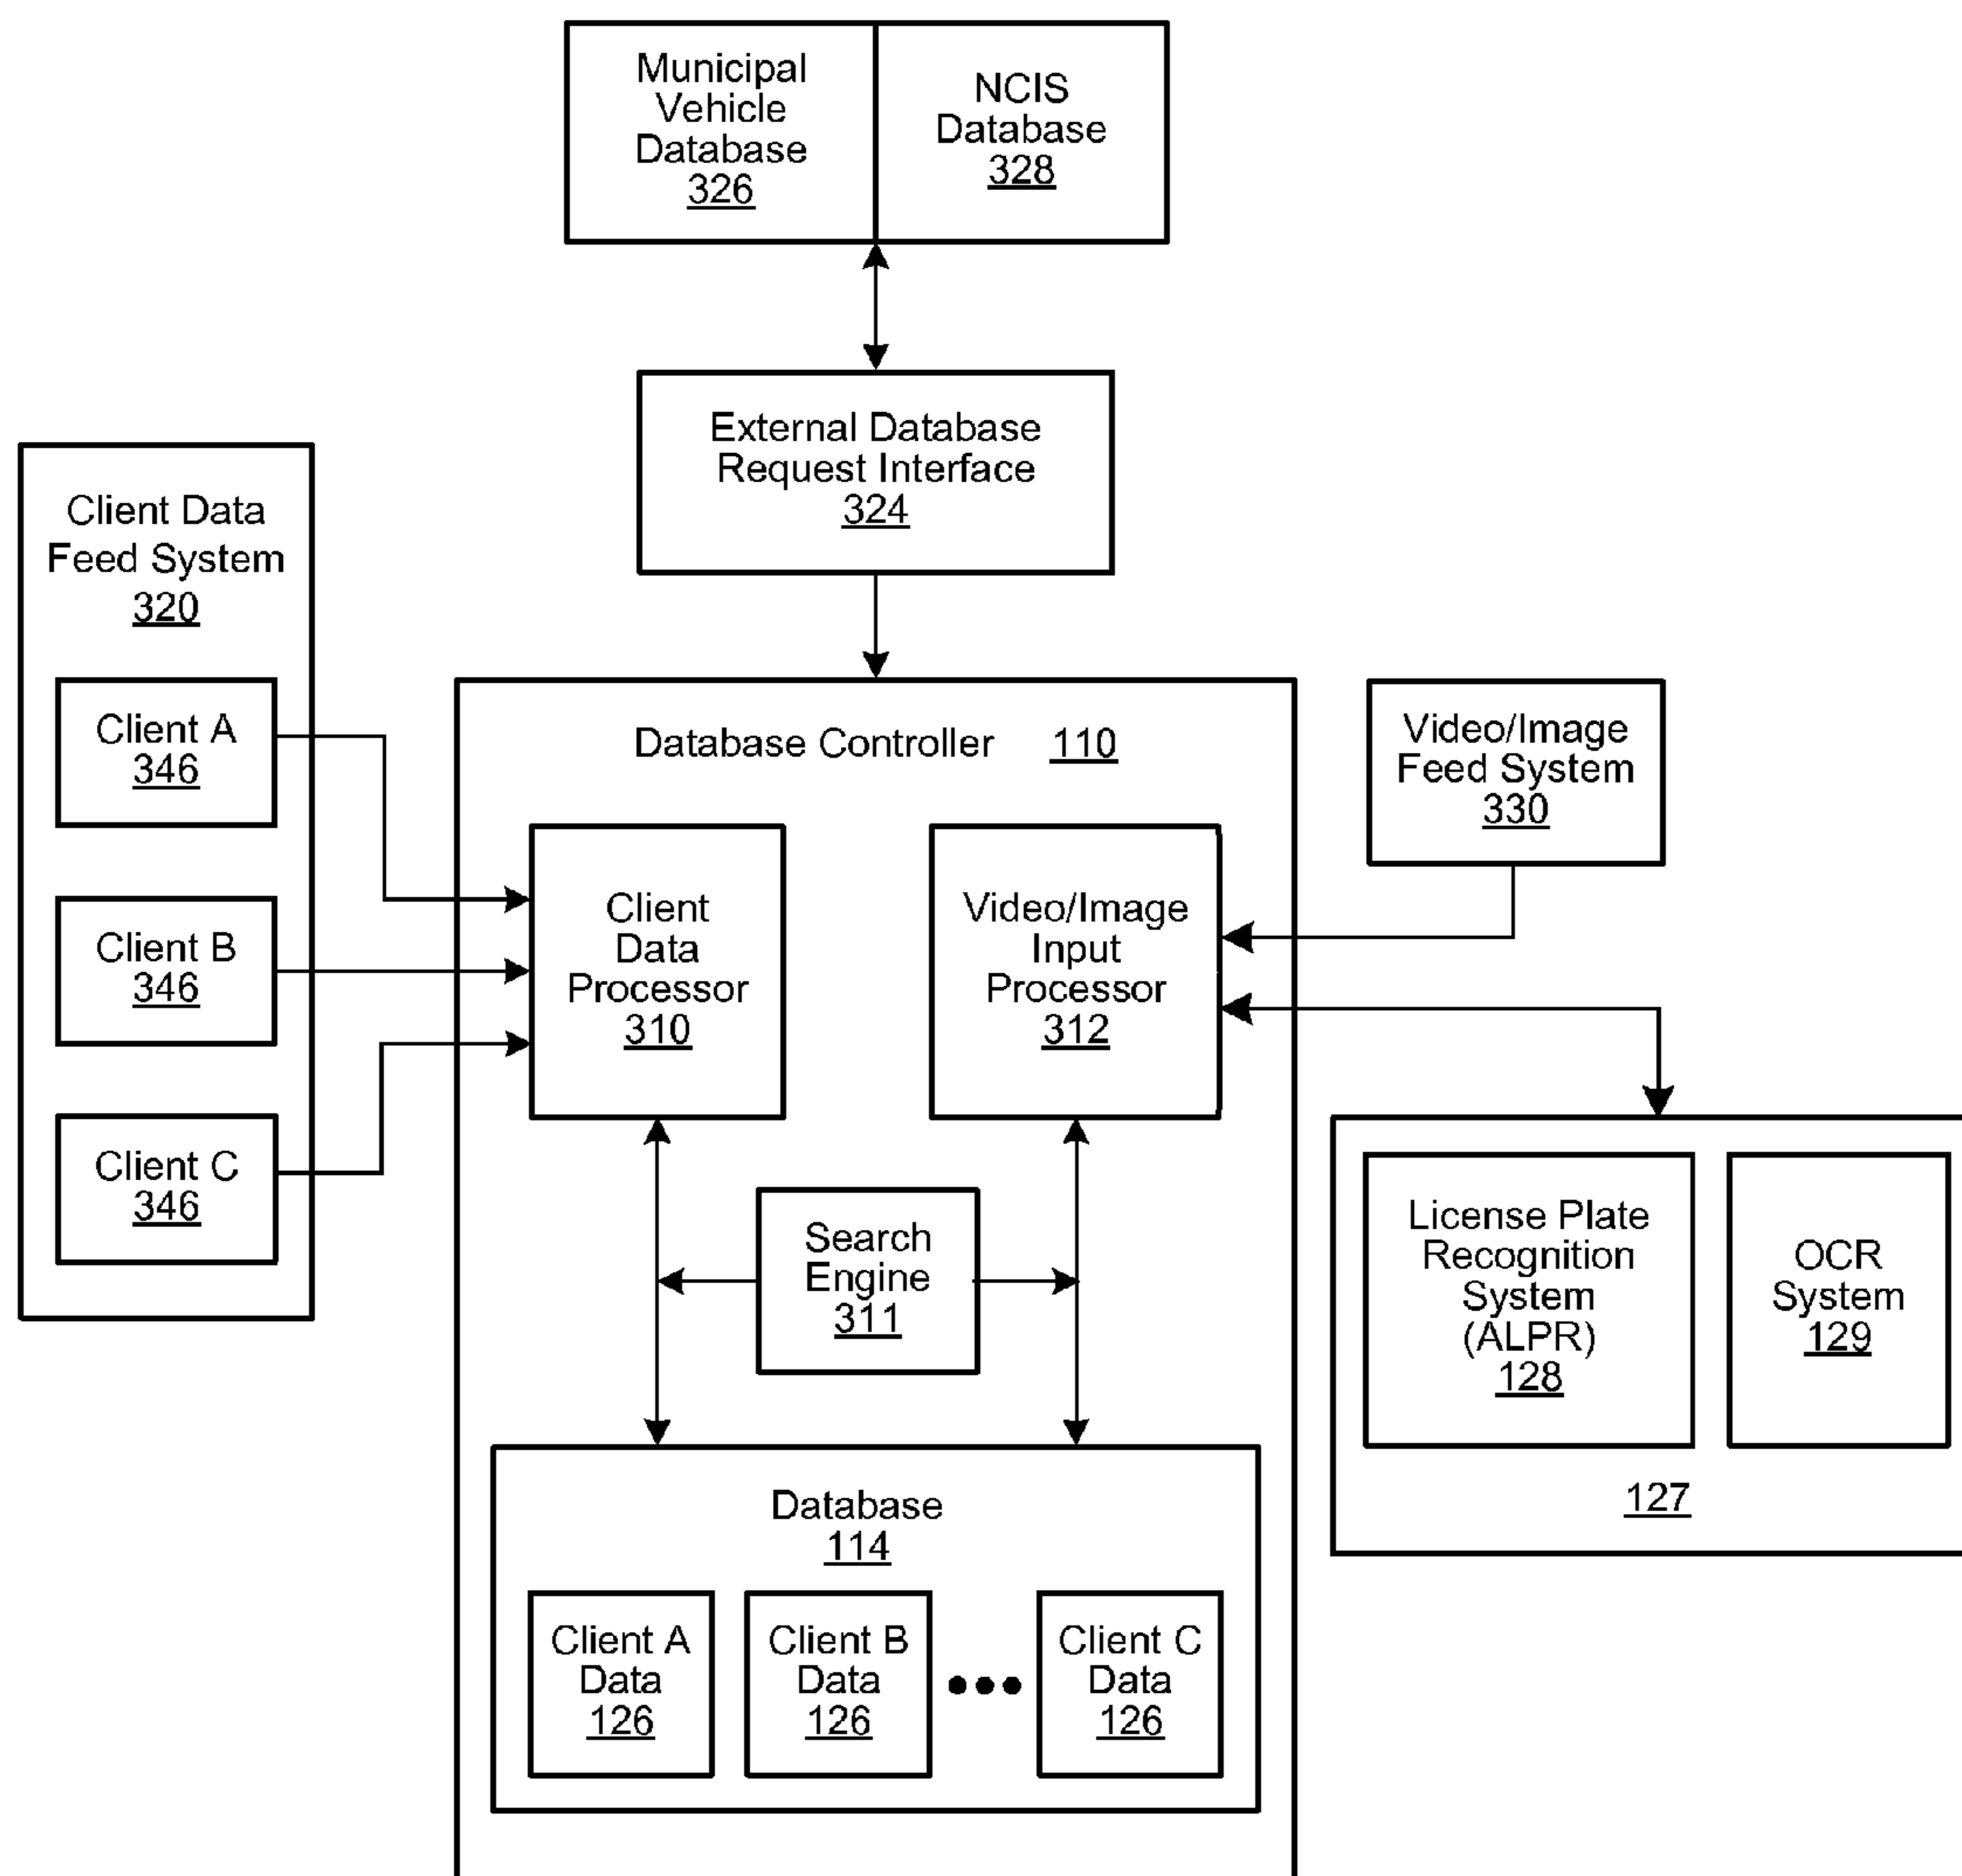 Municipal
Vehicle
Database
326
NCIS
Database
328
External Database
Request Interface
324
Client Data
Feed System
320
Client A
346
Client B
346
Client C
346
Database Controller 110
Client
Data
Processor
310
Video/Image
Input
Processor
312
Video/Image
Feed System
330
Search
Engine
311
License Plate
Recognition
System
(ALPR)
128
OCR
System
129
127
Database
114
Client A
Data
126
Client B
Data
126
Client C
Data
126